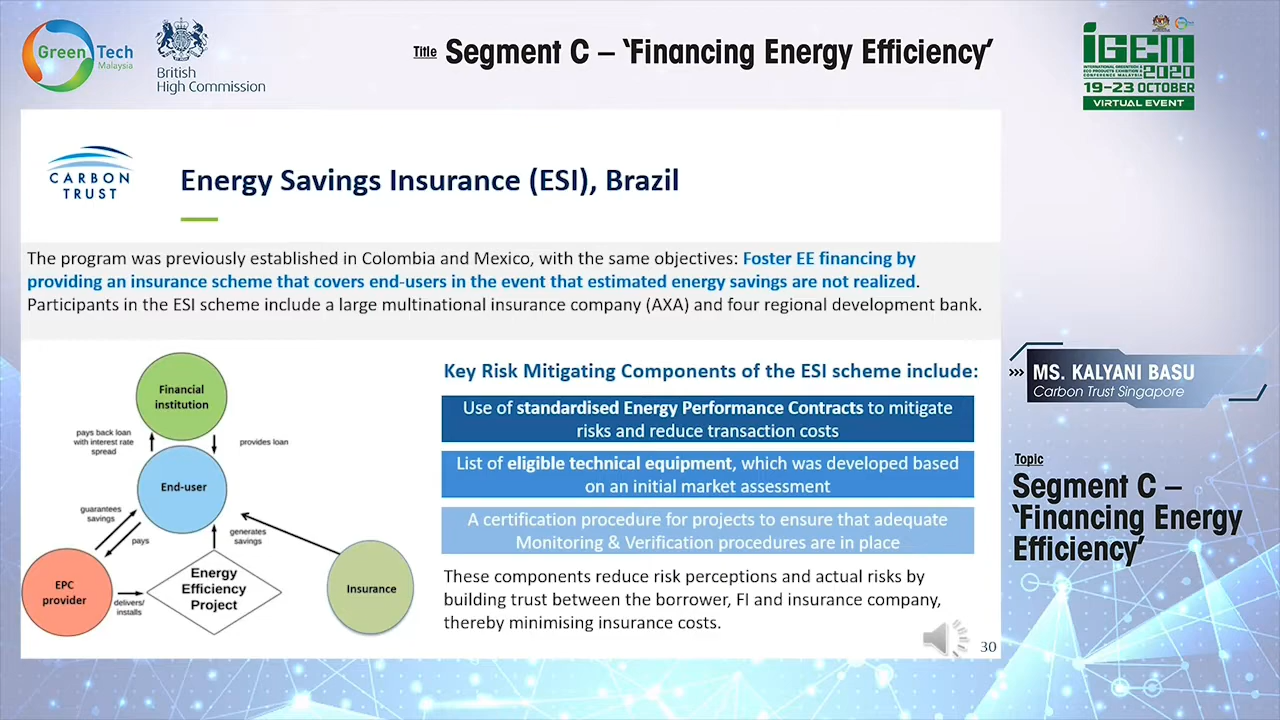 Green Tech
Malaysia
British
High Commission
Title Segment C – ‘Financing Energy Efficiency’
iGEM
INTERNATIONAL GREENTECH &
ECO PRODUCTS EXHIBITION &
CONFERENCE MALAYSIA 2020
19–23 OCTOBER
VIRTUAL EVENT
CARBON
TRUST
Energy Savings Insurance (ESI), Brazil
The program was previously established in Colombia and Mexico, with the same objectives: Foster EE financing by
providing an insurance scheme that covers end-users in the event that estimated energy savings are not realized.
Participants in the ESI scheme include a large multinational insurance company (AXA) and four regional development bank.
Financial
institution
pays back loan
with interest rate
spread
provides loan
End-user
guarantees
savings
pays
generates
savings
EPC
provider
delivers/
installs
Energy
Efficiency
Project
Insurance
Key Risk Mitigating Components of the ESI scheme include:
Use of standardised Energy Performance Contracts to mitigate
risks and reduce transaction costs
List of eligible technical equipment, which was developed based
on an initial market assessment
A certification procedure for projects to ensure that adequate
Monitoring & Verification procedures are in place
These components reduce risk perceptions and actual risks by
building trust between the borrower, FI and insurance company,
thereby minimising insurance costs.
30
MS. KALYANI BASU
Carbon Trust Singapore
Topic
Segment C –
‘Financing Energy
Efficiency’